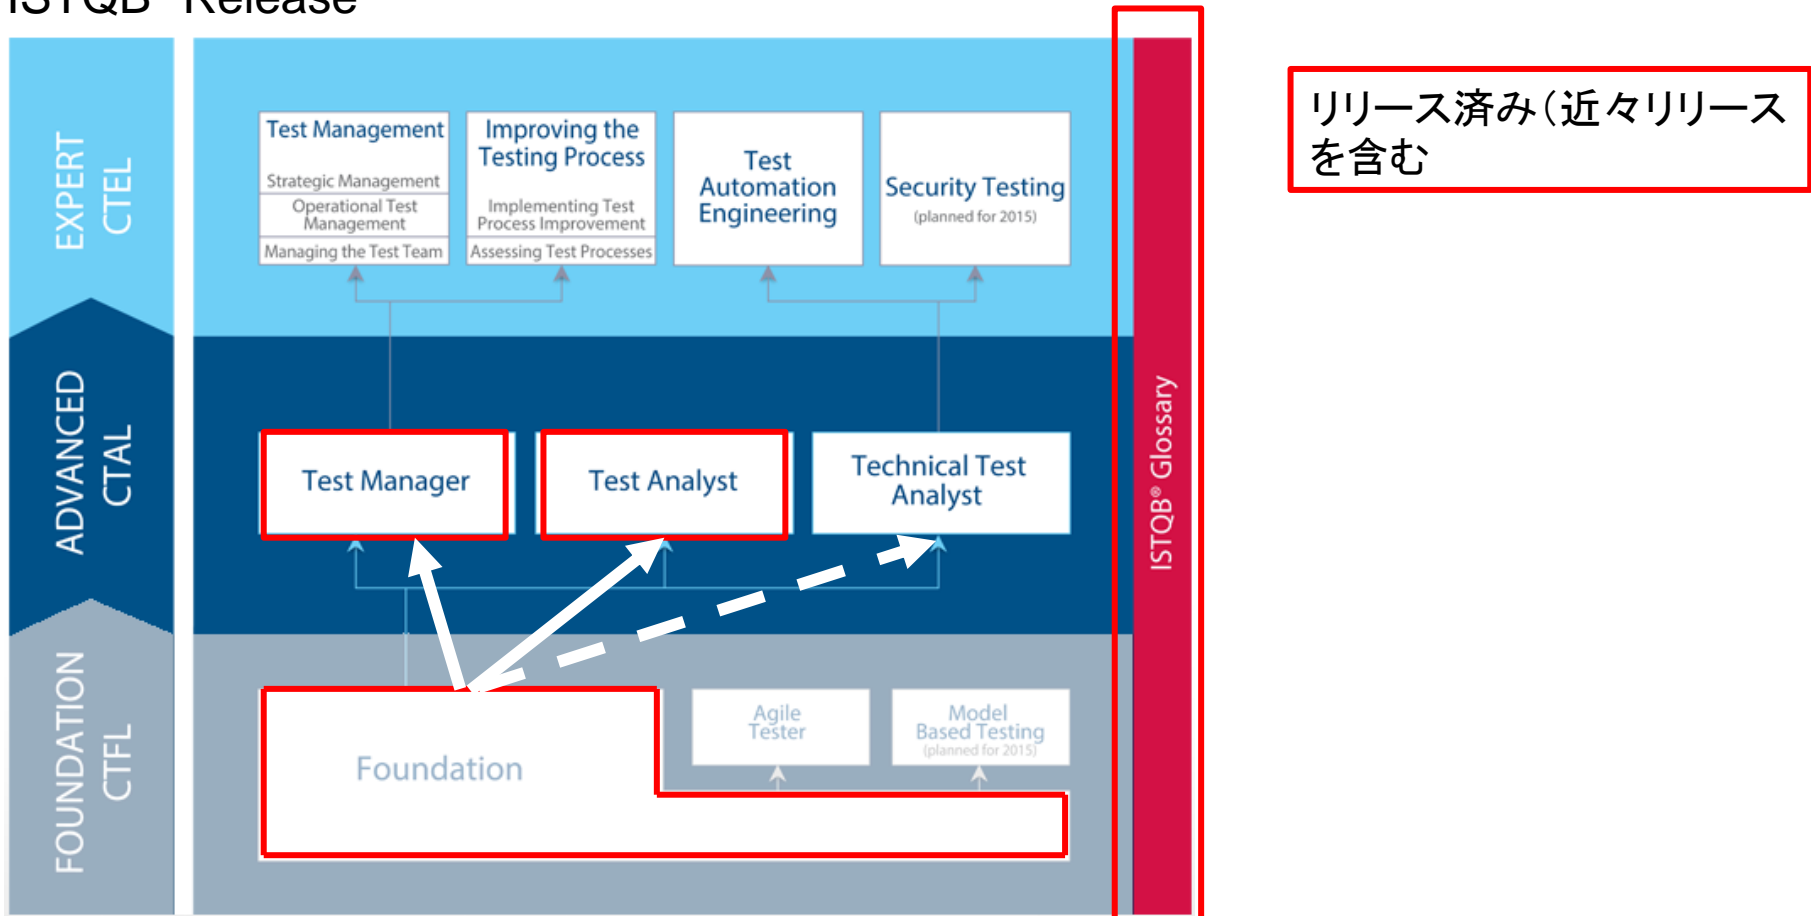 ISTQB® Release
リリース済み（近々リリース
を含む
EXPERT
CTEL
Test Management
Strategic Management
Operational Test
Management
Managing the Test Team
Improving the
Testing Process
Implementing Test
Process Improvement
Assessing Test Processes
Test
Automation
Engineering
Security Testing
(planned for 2015)
ADVANCED
CTAL
Test Manager
Test Analyst
Technical Test
Analyst
FOUNDATION
CTFL
Foundation
Agile
Tester
Model
Based Testing
(planned for 2015)
ISTQB® Glossary